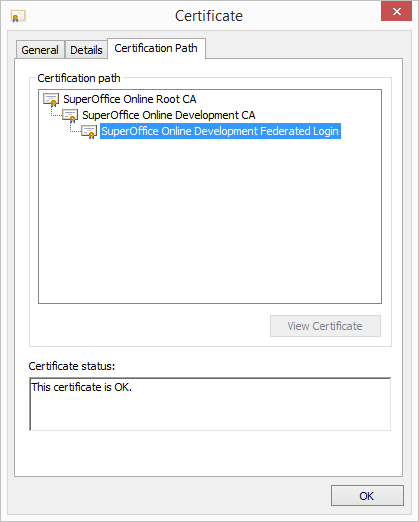 Certificate
General Details Certification Path
Certification path
SuperOffice Online Root CA
SuperOffice Online Development CA
SuperOffice Online Development Federated Login
View Certificate
Certificate status:
This certificate is OK.
OK